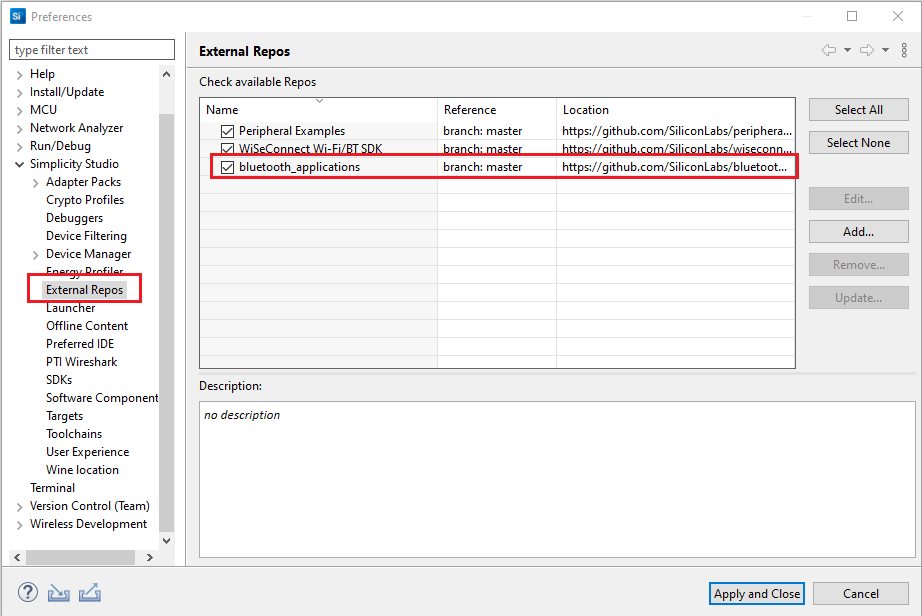 Si Preferences
type filter text
Help
Install/Update
MCU
Network Analyzer
Run/Debug
Simplicity Studio
Adapter Packs
Crypto Profiles
Debuggers
Device Filtering
Device Manager
Energy Profiler
External Repos
Launcher
Offline Content
Preferred IDE
PTI Wireshark
SDKs
Software Component
Targets
Toolchains
User Experience
Wine location
Terminal
Version Control (Team)
Wireless Development
External Repos
Check available Repos
Name Reference Location
Peripheral Examples branch: master https://github.com/SiliconLabs/periphera...
WiSeConnect Wi-Fi/BT SDK branch: master https://github.com/SiliconLabs/wiseconn...
bluetooth_applications branch: master https://github.com/SiliconLabs/bluetoot...
Select All
Select None
Edit...
Add...
Remove...
Update...
Description:
no description
?
Apply and Close
Cancel